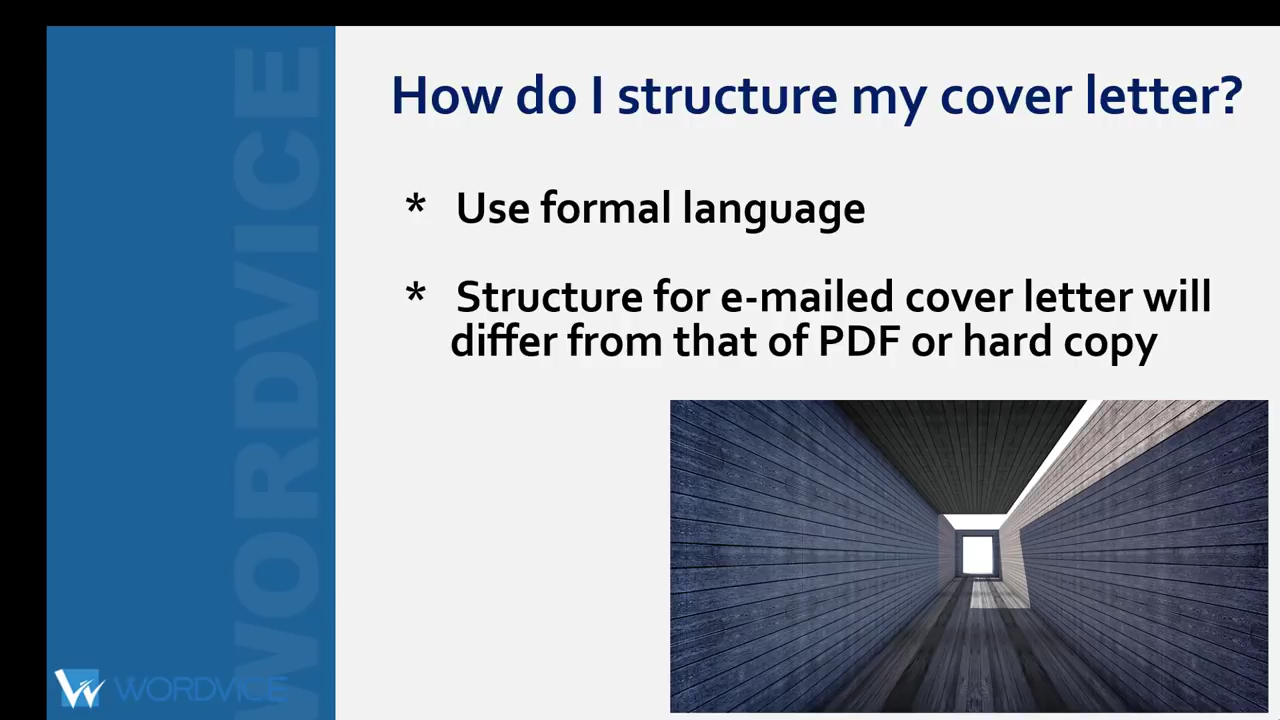 How do I structure my cover letter?
* Use formal language
* Structure for e-mailed cover letter will
differ from that of PDF or hard copy
WORDVICE
WORDVICE